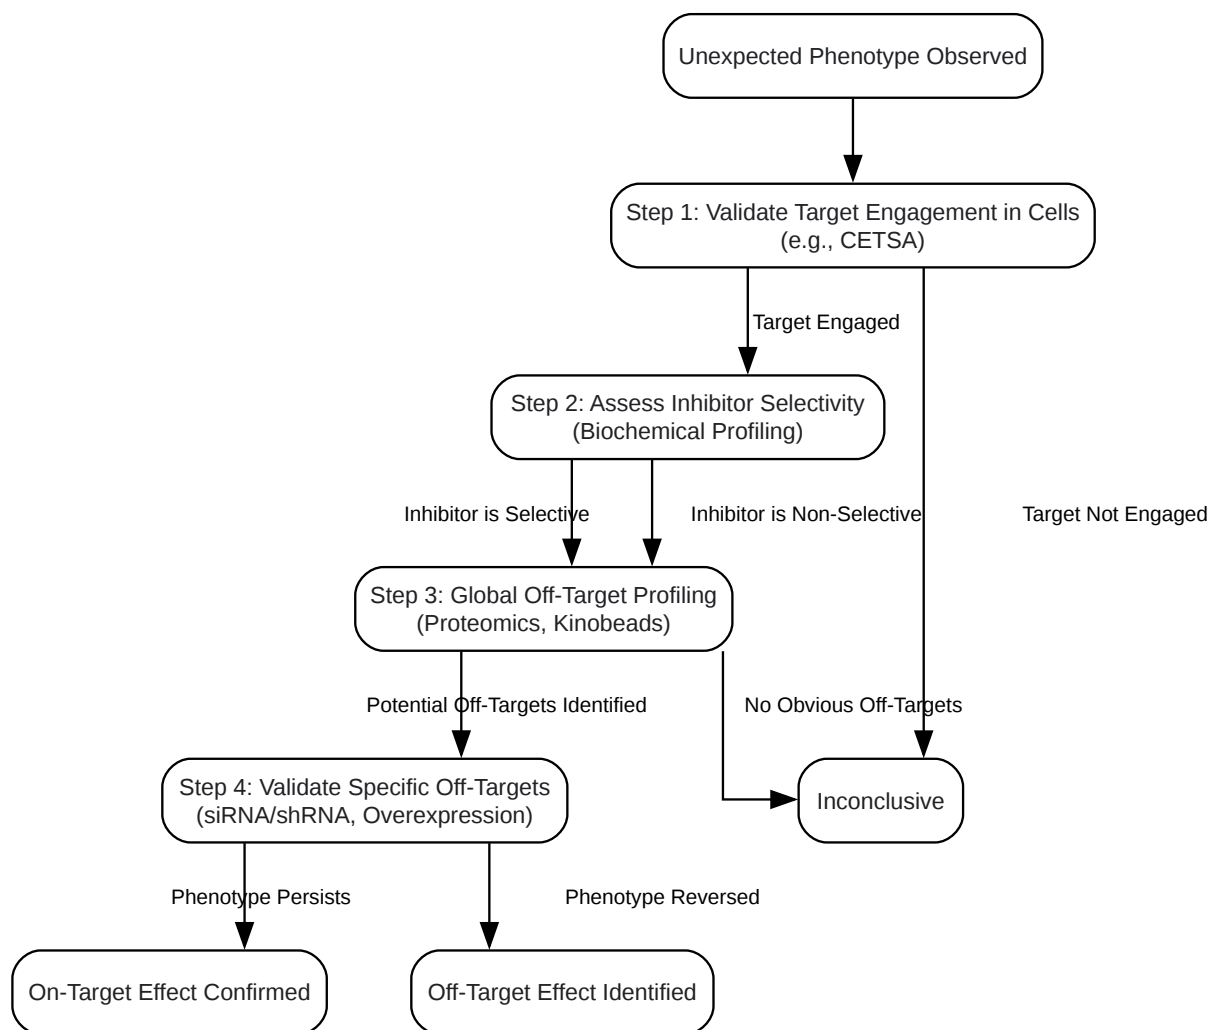 Unexpected Phenotype Observed
Step 1: Validate Target Engagement in Cells
(e.g., CETSA)
Target Engaged
Step 2: Assess Inhibitor Selectivity
(Biochemical Profiling)
Inhibitor is Selective
Inhibitor is Non-Selective
Target Not Engaged
Step 3: Global Off-Target Profiling
(Proteomics, Kinobeads)
Potential Off-Targets Identified
No Obvious Off-Targets
Step 4: Validate Specific Off-Targets
(siRNA/shRNA, Overexpression)
Inconclusive
Phenotype Persists
Phenotype Reversed
On-Target Effect Confirmed
Off-Target Effect Identified